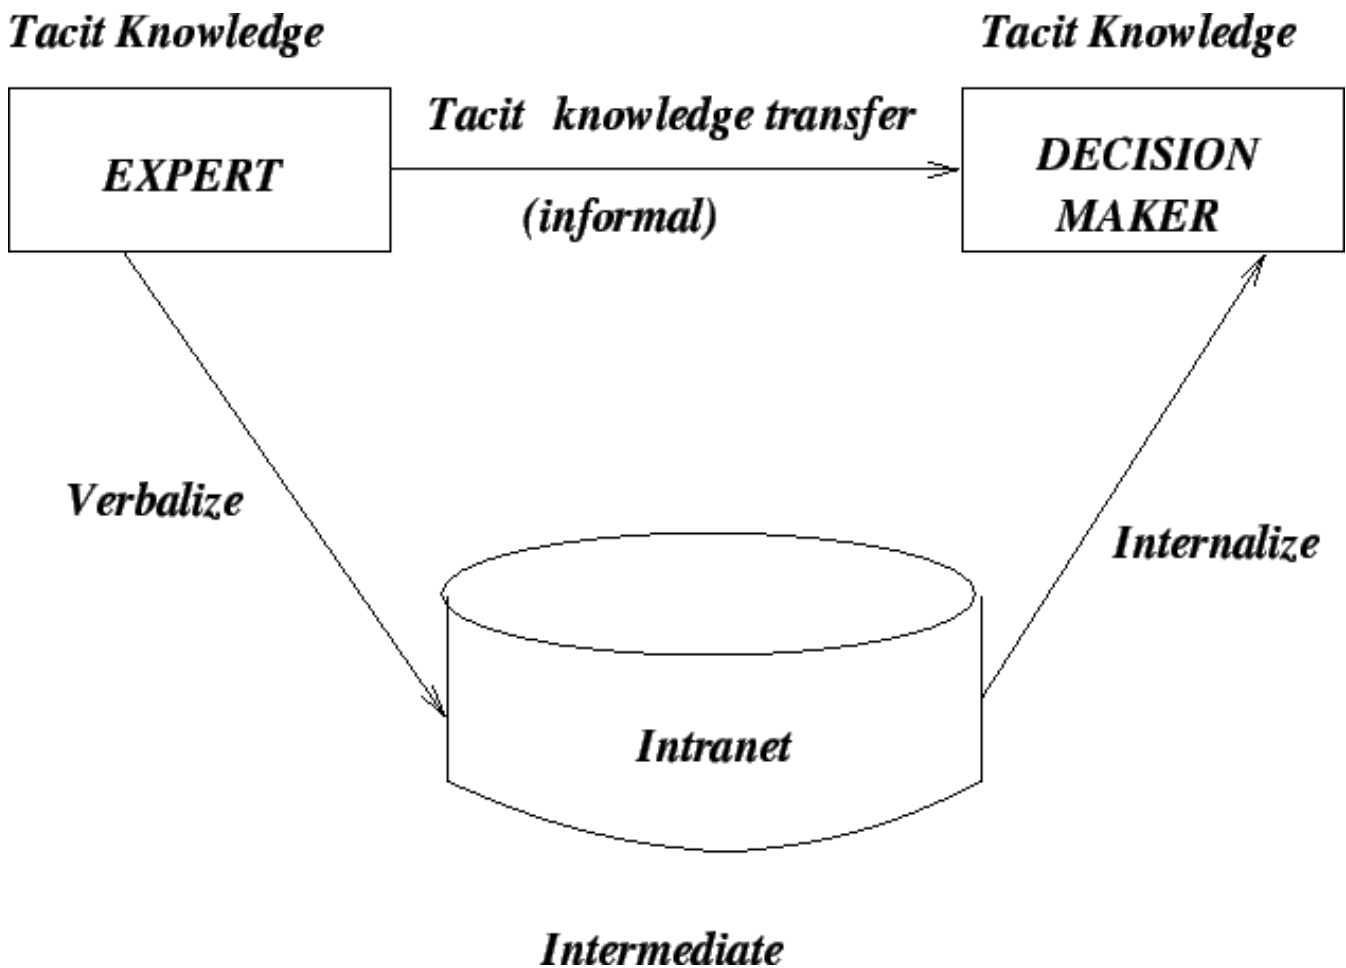 Tacit Knowledge
Tacit Knowledge
EXPERT
Tacit knowledge transfer
(informal)
DECISION
MAKER
Verbalize
Internalize
Intranet
Intermediate